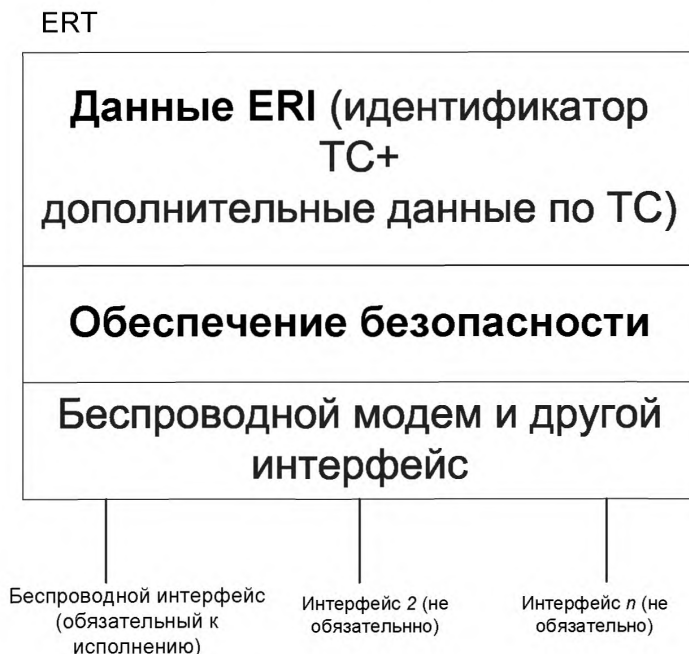 ERT
Данные ERI (идентификатор
ТС+
дополнительные данные по ТС)
Обеспечение безопасности
Беспроводной модем и другой
интерфейс
Беспроводной интерфейс
(обязательный к
исполнению)
Интерфейс 2 (не
обязательнно)
Интерфейс n (не
обязательно)